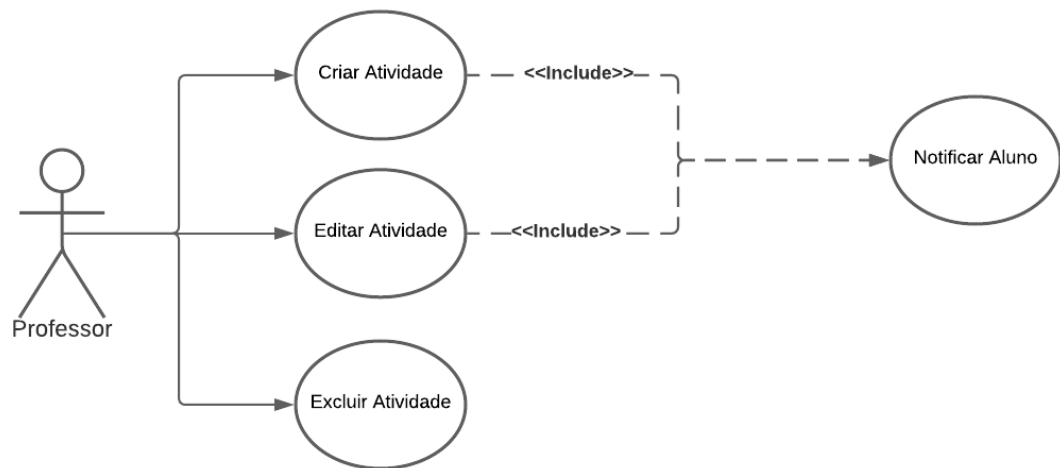 Criar Atividade
<<Include>>
Notificar Aluno
Editar Atividade
<<Include>>
Professor
Excluir Atividade